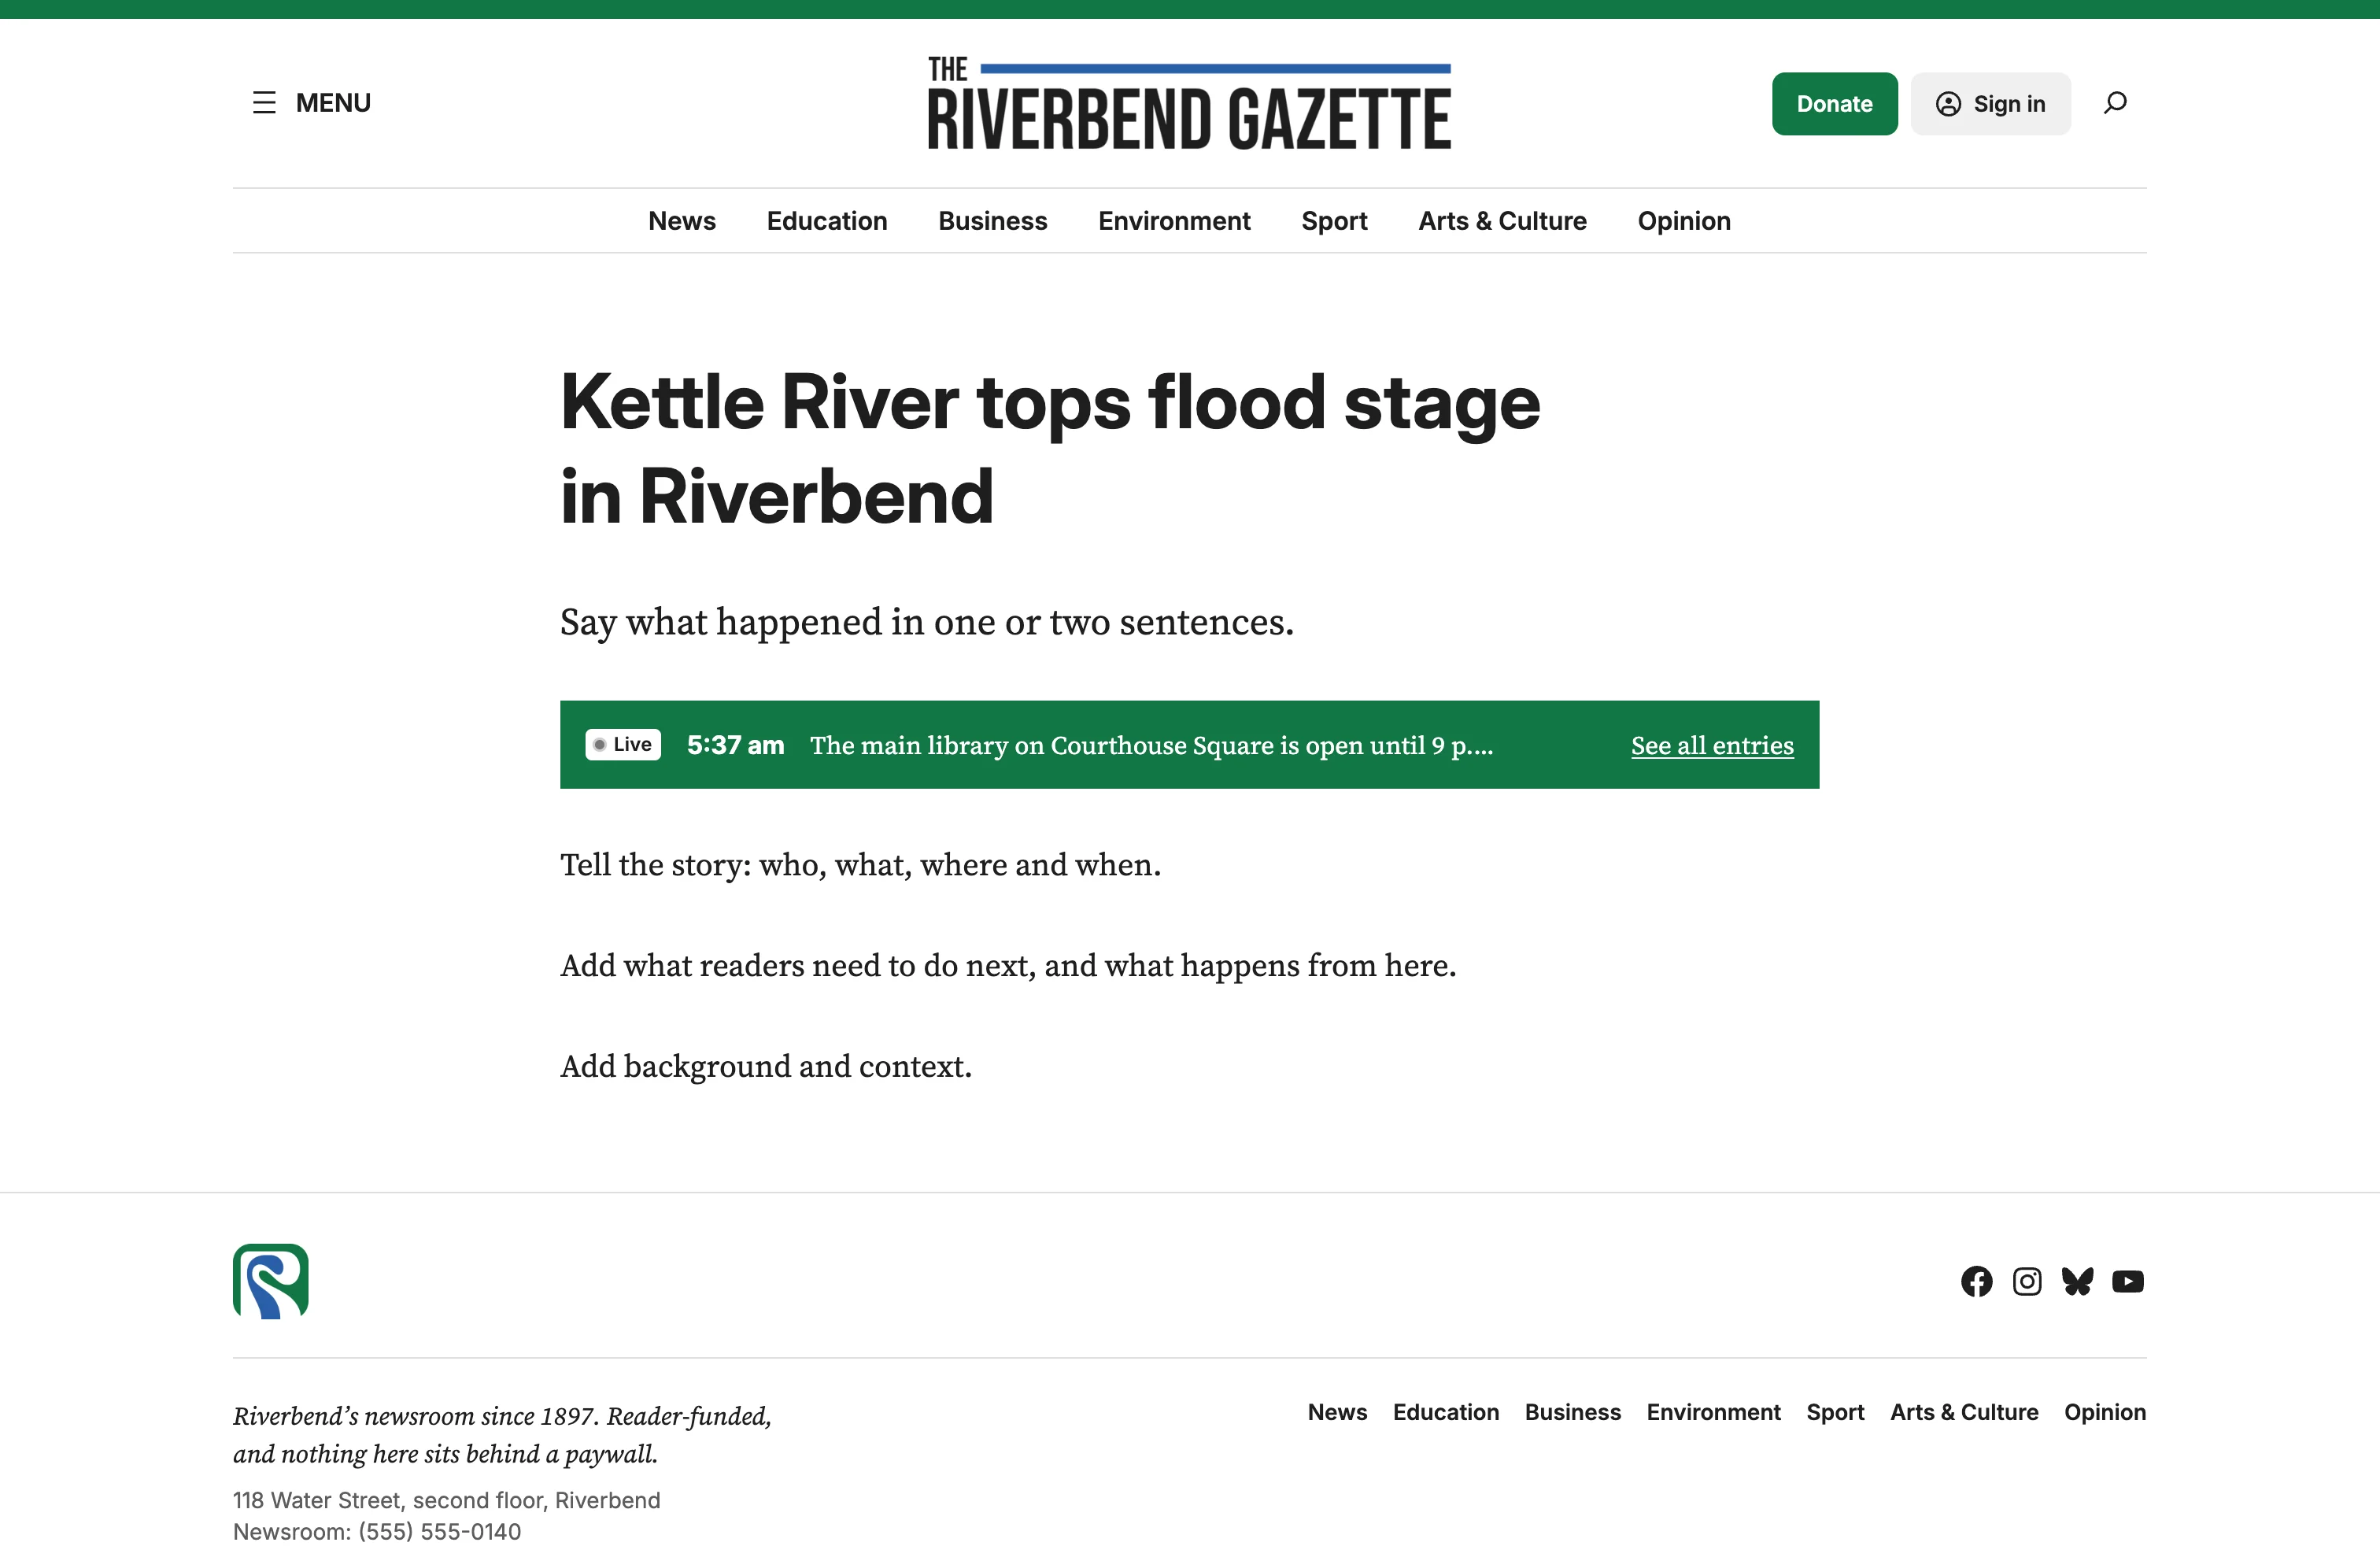 THE
RIVERBEND GAZETTE
MENU
Donate
Sign in
News Education Business Environment Sport Arts & Culture Opinion
Kettle River tops flood stage
in Riverbend
Say what happened in one or two sentences.
Live 5:37 am The main library on Courthouse Square is open until 9 p.... See all entries
Tell the story: who, what, where and when.
Add what readers need to do next, and what happens from here.
Add background and context.
Riverbend’s newsroom since 1897. Reader-funded,
and nothing here sits behind a paywall.
118 Water Street, second floor, Riverbend
Newsroom: (555) 555-0140
News Education Business Environment Sport Arts & Culture Opinion